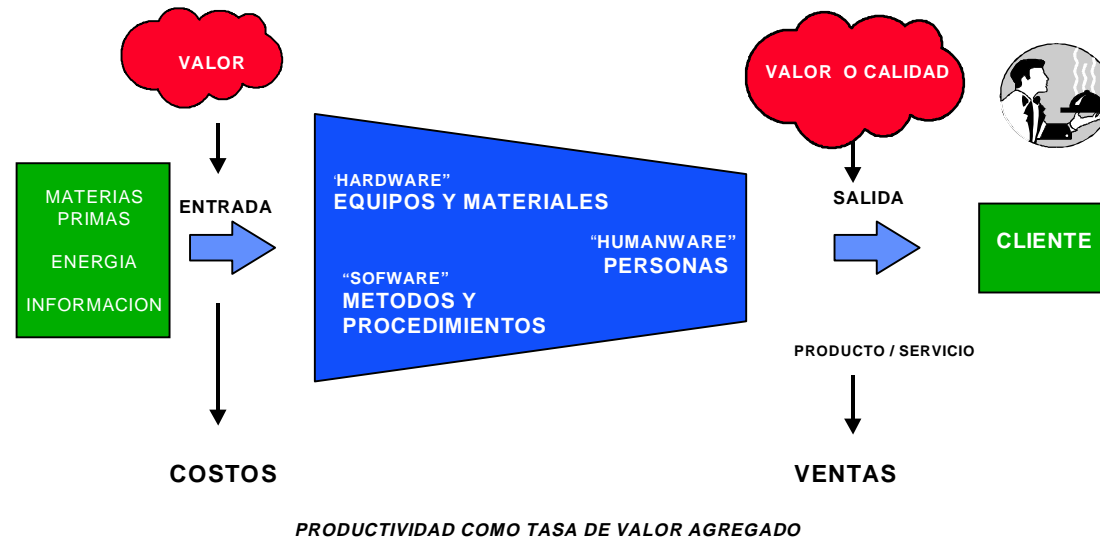 VALOR
VALOR O CALIDAD
MATERIAS
PRIMAS
ENERGIA
INFORMACION
ENTRADA
‘HARDWARE”
EQUIPOS Y MATERIALES
“HUMANWARE”
PERSONAS
“SOFWARE”
METODOS Y
PROCEDIMIENTOS
SALIDA
CLIENTE
PRODUCTO / SERVICIO
COSTOS
VENTAS
PRODUCTIVIDAD COMO TASA DE VALOR AGREGADO